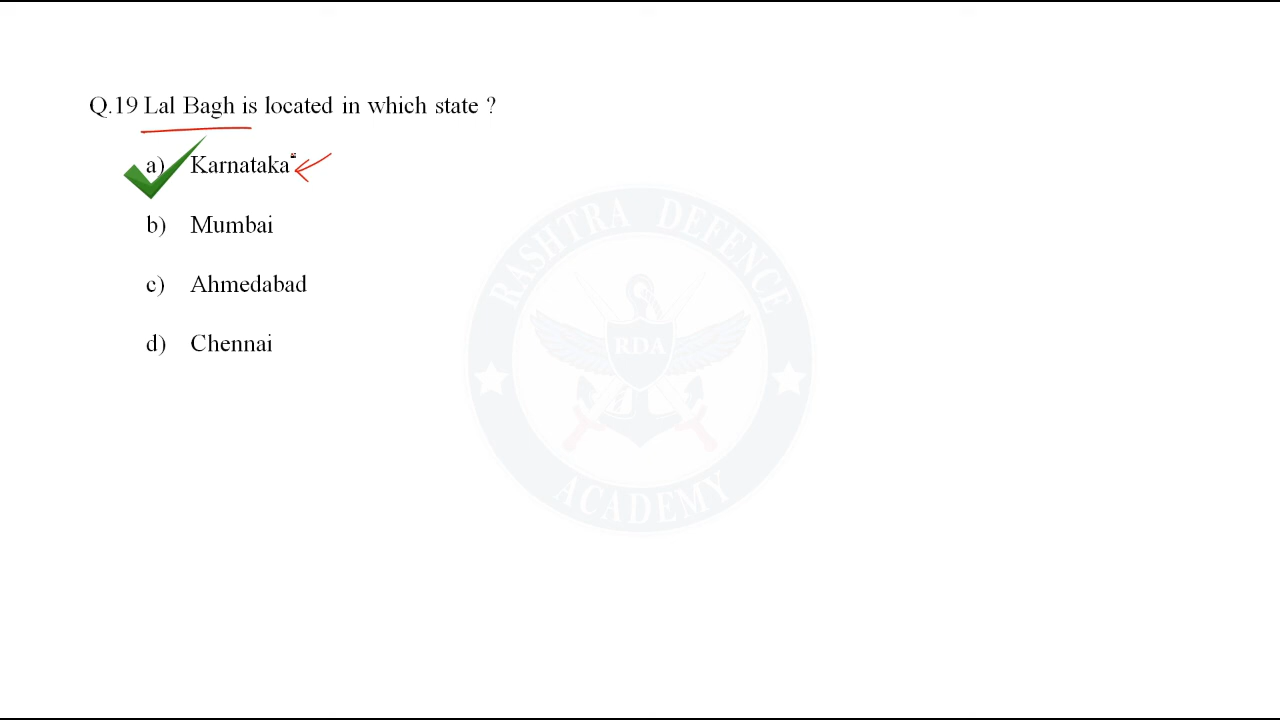 Q.19 Lal Bagh is located in which state ?
a) Karnataka
b) Mumbai
c) Ahmedabad
d) Chennai
RASHTRA DEFENCE
RDA
ACADEMY